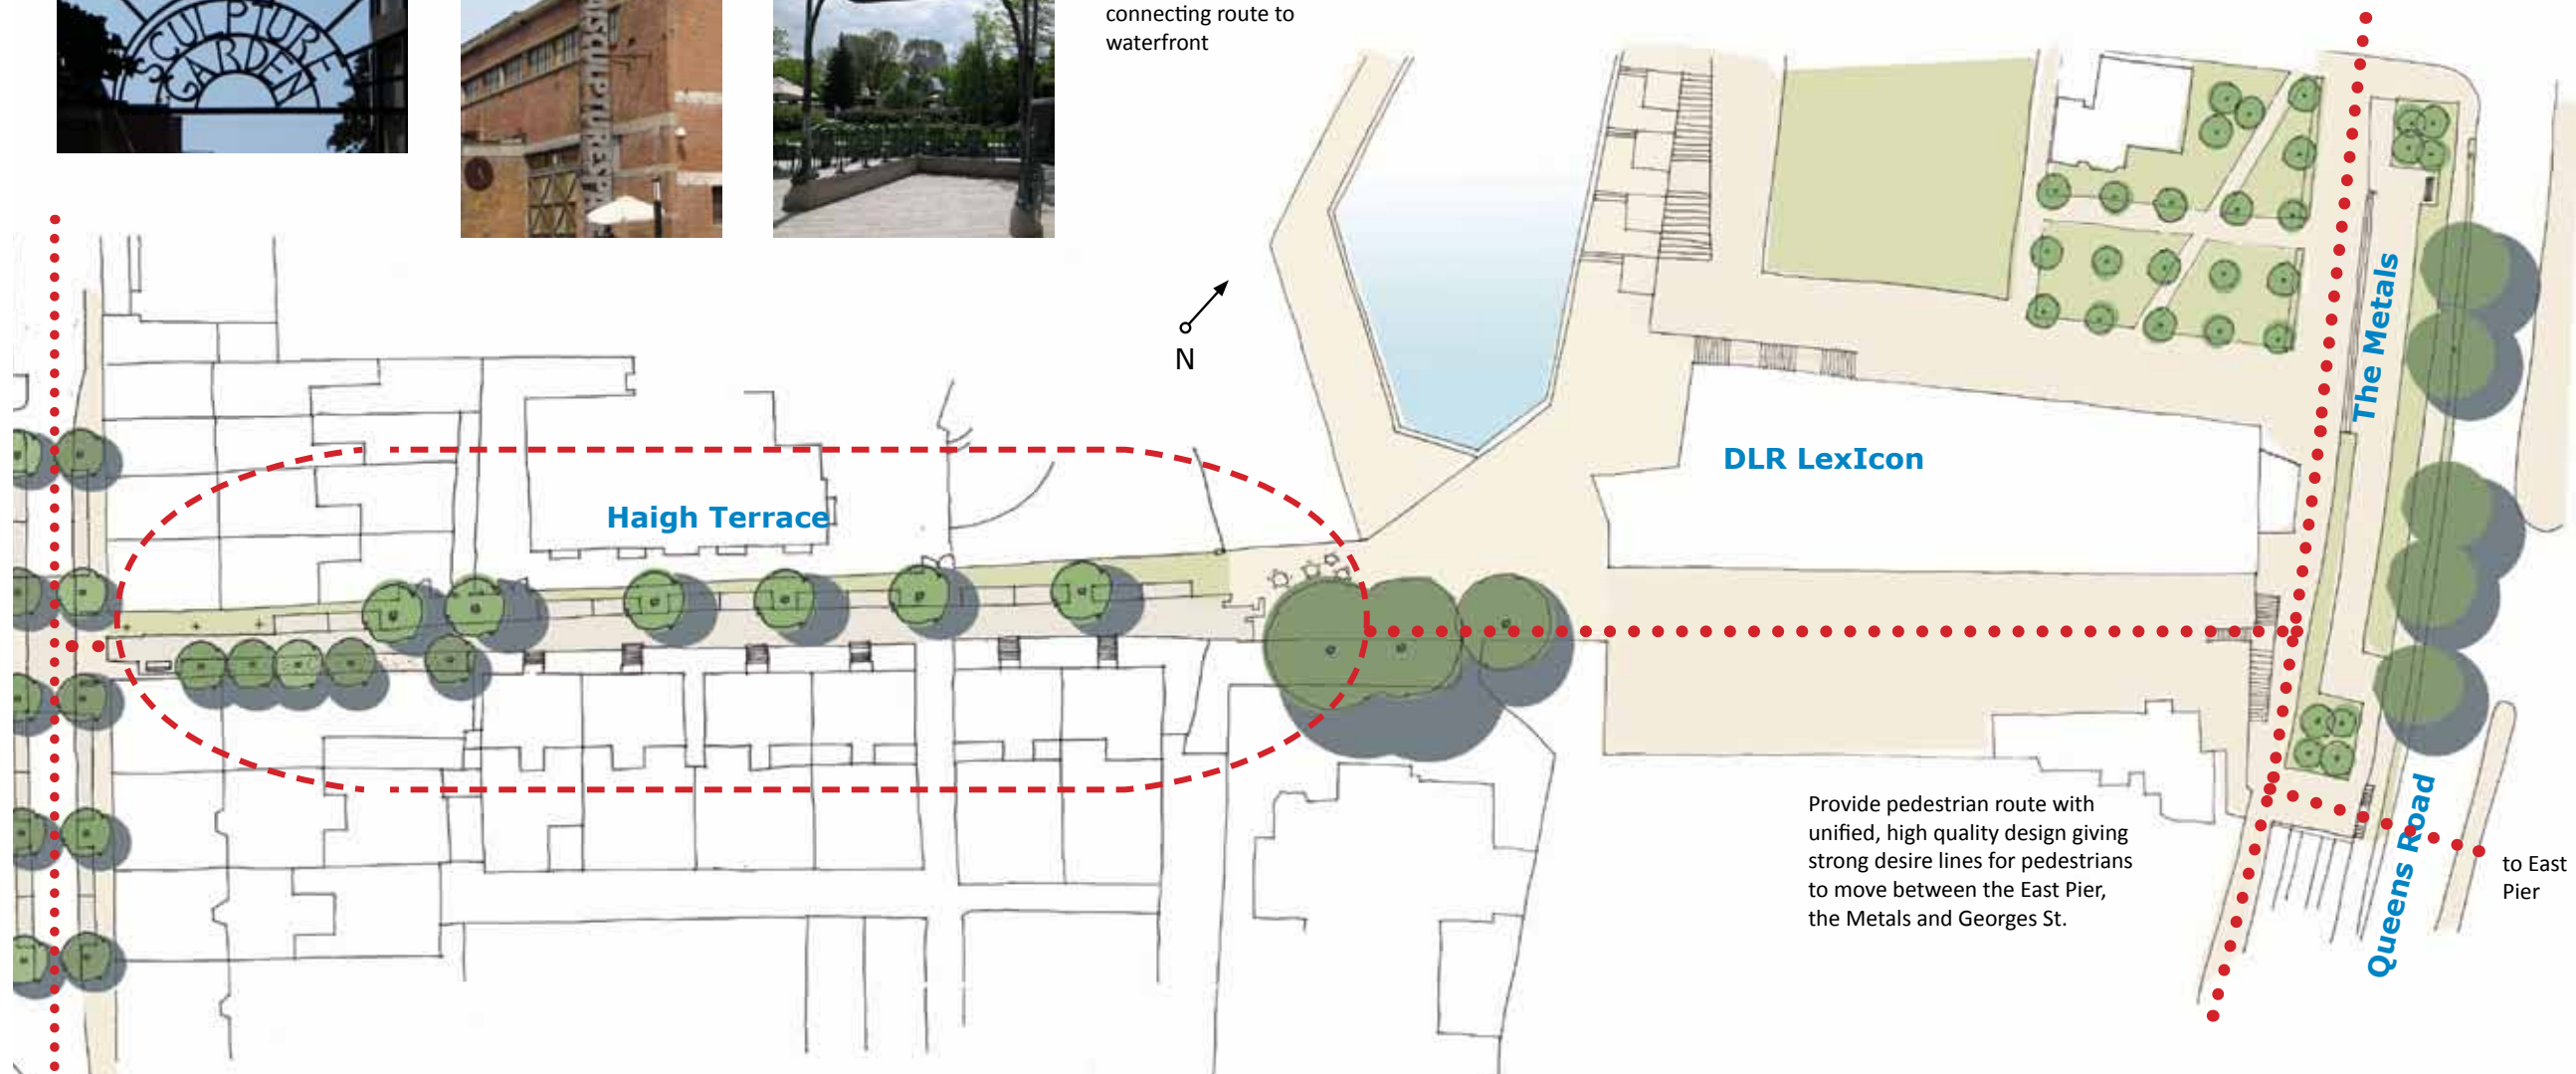 SCULPTURE
GARDEN
connecting route to
waterfront
N
Haigh Terrace
DLR LexIcon
The Metals
Provide pedestrian route with
unified, high quality design giving
strong desire lines for pedestrians
to move between the East Pier,
the Metals and Georges St.
Queens Road
to East
Pier